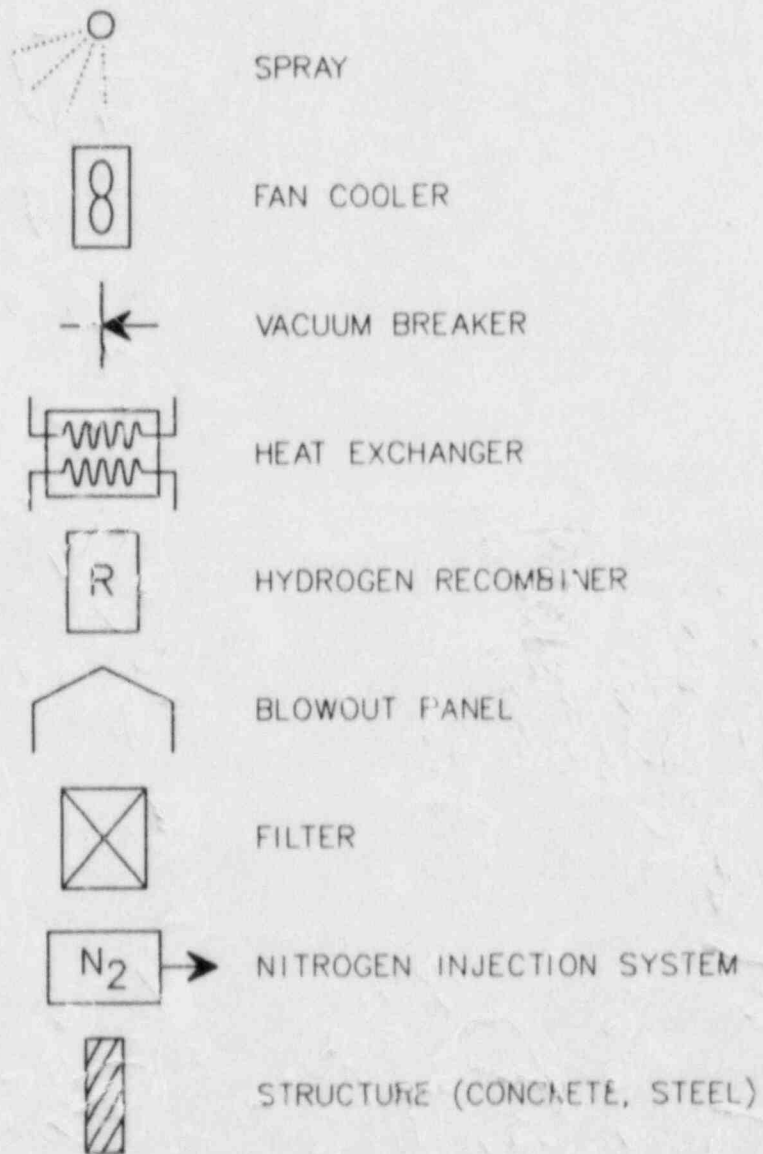 SPRAY
FAN COOLER
VACUUM BREAKER
HEAT EXCHANGER
R HYDROGEN RECOMBINER
BLOWOUT PANEL
FILTER
N2 NITROGEN INJECTION SYSTEM
STRUCTURE (CONCRETE, STEEL)